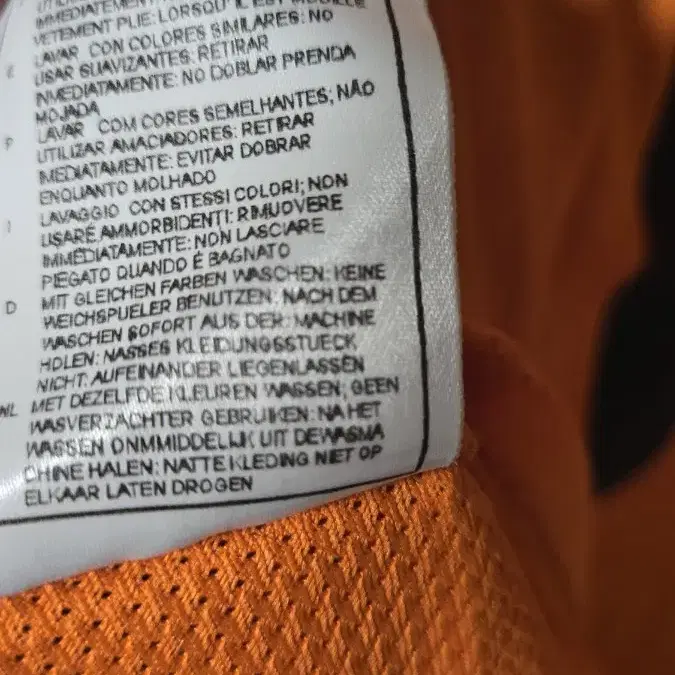 IMMEDIATEMENT
VETEMENT PLIE: LORSQU'IL EST MOUILLE
E LAVAR CON COLORES SIMILARES: NO
USAR SUAVIZANTES: RETIRAR
INMEDIATAMENTE: NO DOBLAR PRENDA
MOJADA
P LAVAR COM CORES SEMELHANTES; NÃO
UTILIZAR AMACIADORES: RETIRAR
IMEDIATAMENTE: EVITAR DOBRAR
ENQUANTO MOLHADO
I LAVAGGIO CON STESSI COLORI; NON
USARE AMMORBIDENTI: RIMUOVERE
IMMEDIATAMENTE: NON LASCIARE
PIEGATO QUANDO É BAGNATO
D MIT GLEICHEN FARBEN WASCHEN: KEINE
WEICHSPUELER BENUTZEN: NACH DEM
WASCHEN SOFORT AUS DER: MACHINE
HOLEN: NASSES KLEIDUNGSSTUECK
NICHT: AUFEINANDER LIEGENLASSEN
NL MET DEZELFDE KLEUREN WASSEN; GEEN
WASVERZACHTER GEBRUIKEN: NA HET
WASSEN ONMMIDDELIJK UIT DE WASMA
CHINE HALEN: NATTE KLEDING NIET OP
ELKAAR LATEN DROGEN